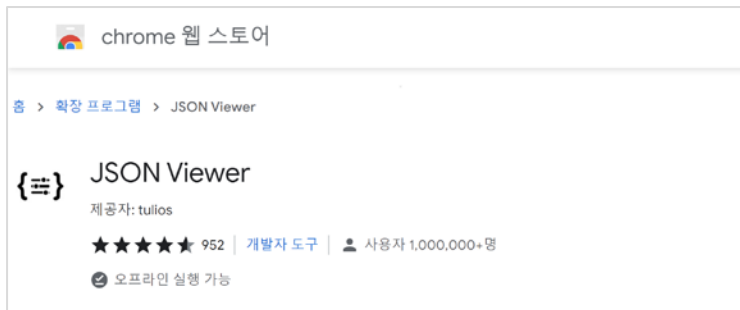 chrome 웹 스토어
홈 > 확장 프로그램 > JSON Viewer
JSON Viewer
제공자: tulios
952 개발자 도구 사용자 1,000,000+명
오프라인 실행 가능